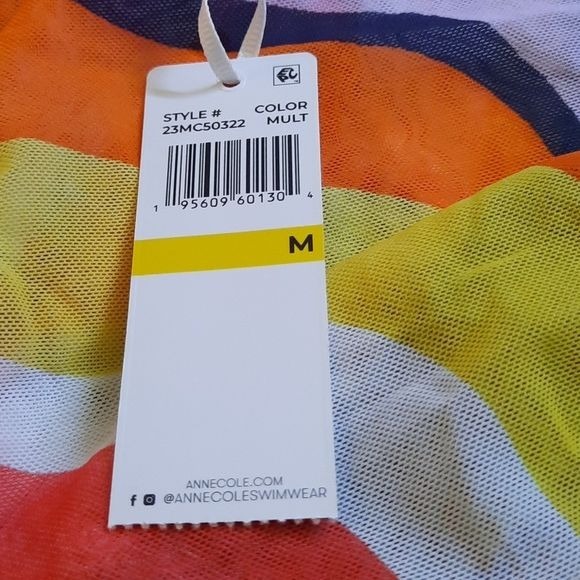 STYLE # COLOR
23MC50322 MULT
1 95609 60130 4
M
ANNECOLE.COM
@ANNECOLESWIMWEAR